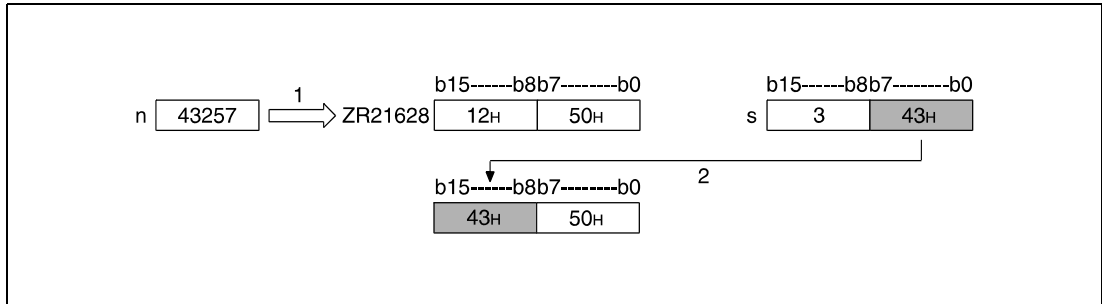 b15------b8b7--------b0 b15------b8b7--------b0
n 43257 1 ZR21628 12H 50H s 3 43H
2
b15------b8b7--------b0
43H 50H